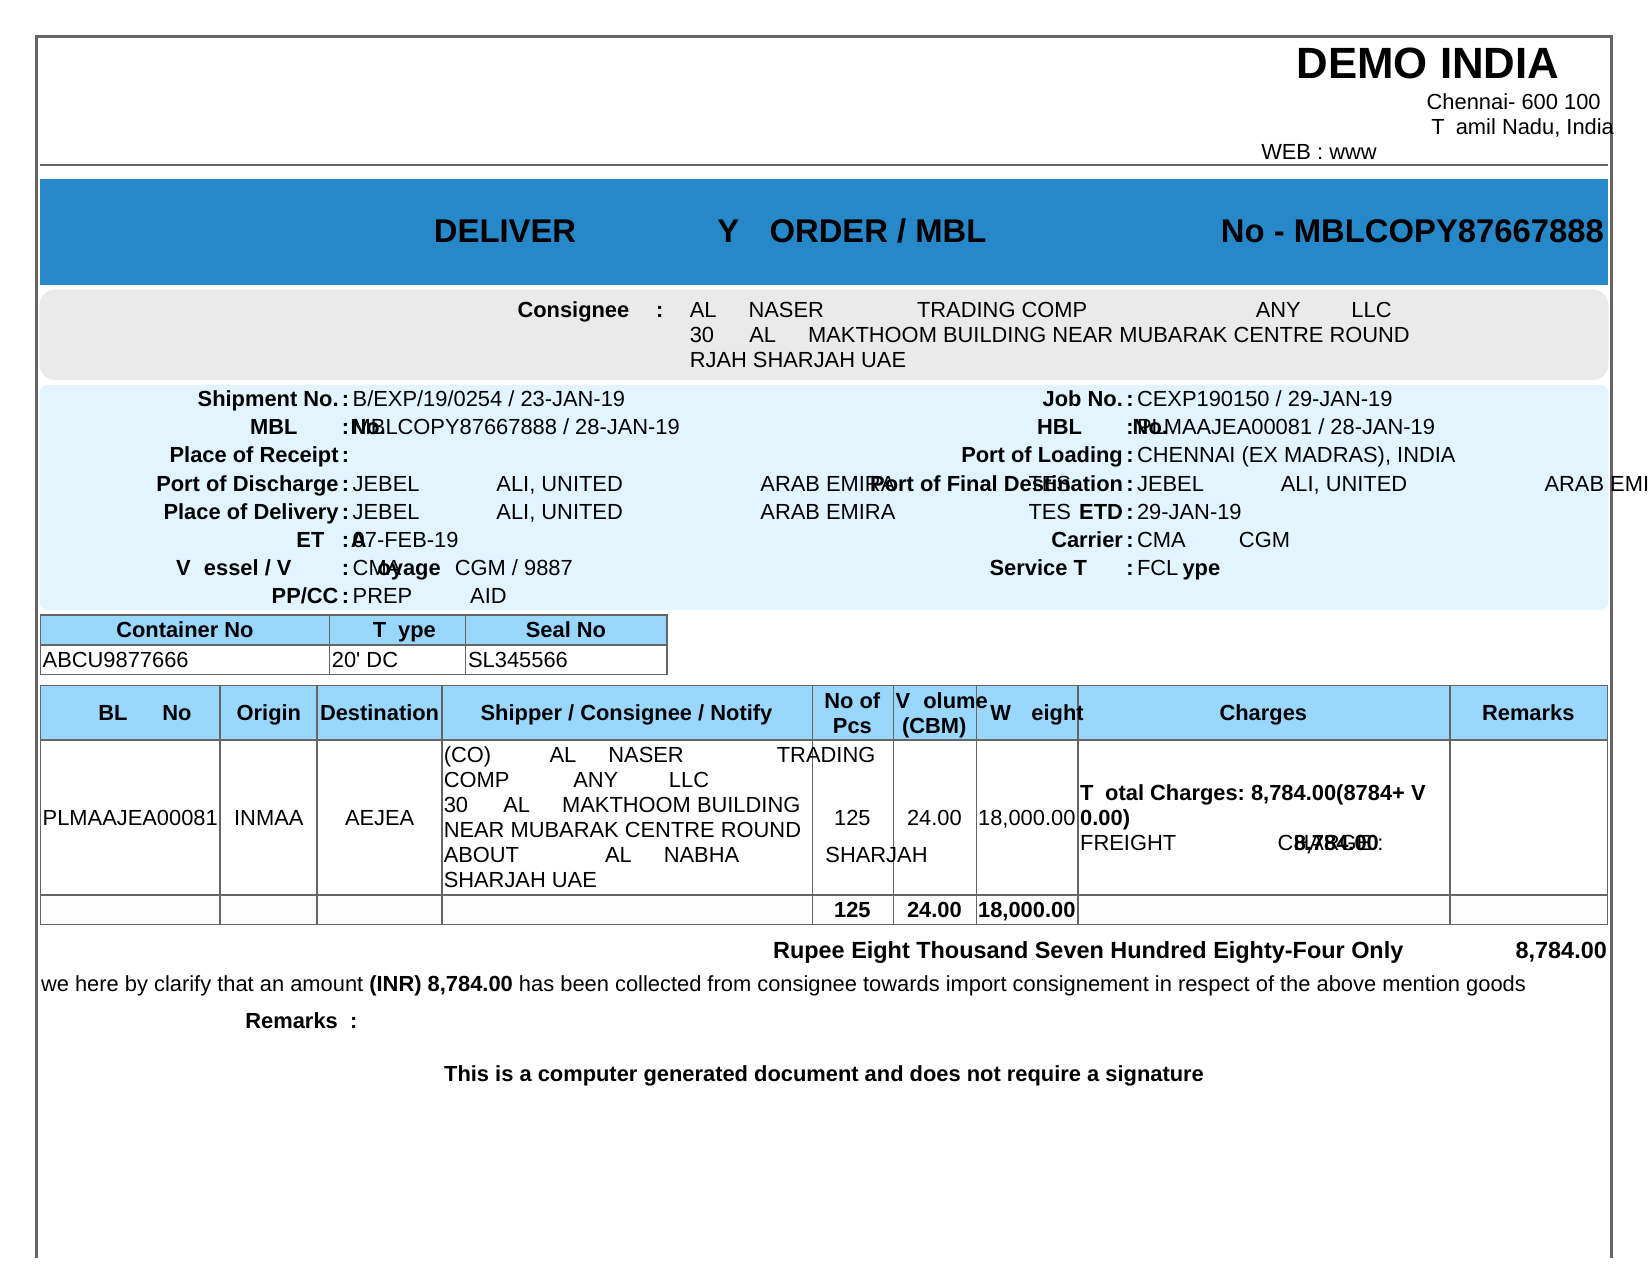 DEMO INDIA
Chennai- 600 100
Tamil Nadu, India
WEB : www
DELIVERY ORDER / MBL No - MBLCOPY87667888
Consignee : AL NASER TRADING COMPANY LLC
30 AL MAKTHOOM BUILDING NEAR MUBARAK CENTRE ROUND
RJAH SHARJAH UAE
Shipment No. : B/EXP/19/0254 / 23-JAN-19 Job No. : CEXP190150 / 29-JAN-19
MBL No. : MBLCOPY87667888 / 28-JAN-19 HBL No. : PLMAAJEA00081 / 28-JAN-19
Place of Receipt : Port of Loading : CHENNAI (EX MADRAS), INDIA
Port of Discharge : JEBEL ALI, UNITED ARAB EMIRATES Port of Final Destination : JEBEL ALI, UNITED ARAB EMI
Place of Delivery : JEBEL ALI, UNITED ARAB EMIRATES ETD : 29-JAN-19
ETA : 07-FEB-19 Carrier : CMA CGM
Vessel / Voyage : CMA CGM / 9887 Service Type : FCL
PP/CC : PREPAID
Container No Type Seal No
ABCU9877666 20' DC SL345566
BL No Origin Destination Shipper / Consignee / Notify No of Pcs Volume (CBM) Weight Charges Remarks
PLMAAJEA00081 INMAA AEJEA
(CO) AL NASER TRADING
COMPANY LLC
30 AL MAKTHOOM BUILDING
NEAR MUBARAK CENTRE ROUND
ABOUT AL NABHA SHARJAH
SHARJAH UAE
125 24.00 18,000.00
Total Charges: 8,784.00(8784+ V
0.00)
FREIGHT CHARGE : 8,784.00
125 24.00 18,000.00
Rupee Eight Thousand Seven Hundred Eighty-Four Only 8,784.00
we here by clarify that an amount (INR) 8,784.00 has been collected from consignee towards import consignement in respect of the above mention goods
Remarks :
This is a computer generated document and does not require a signature